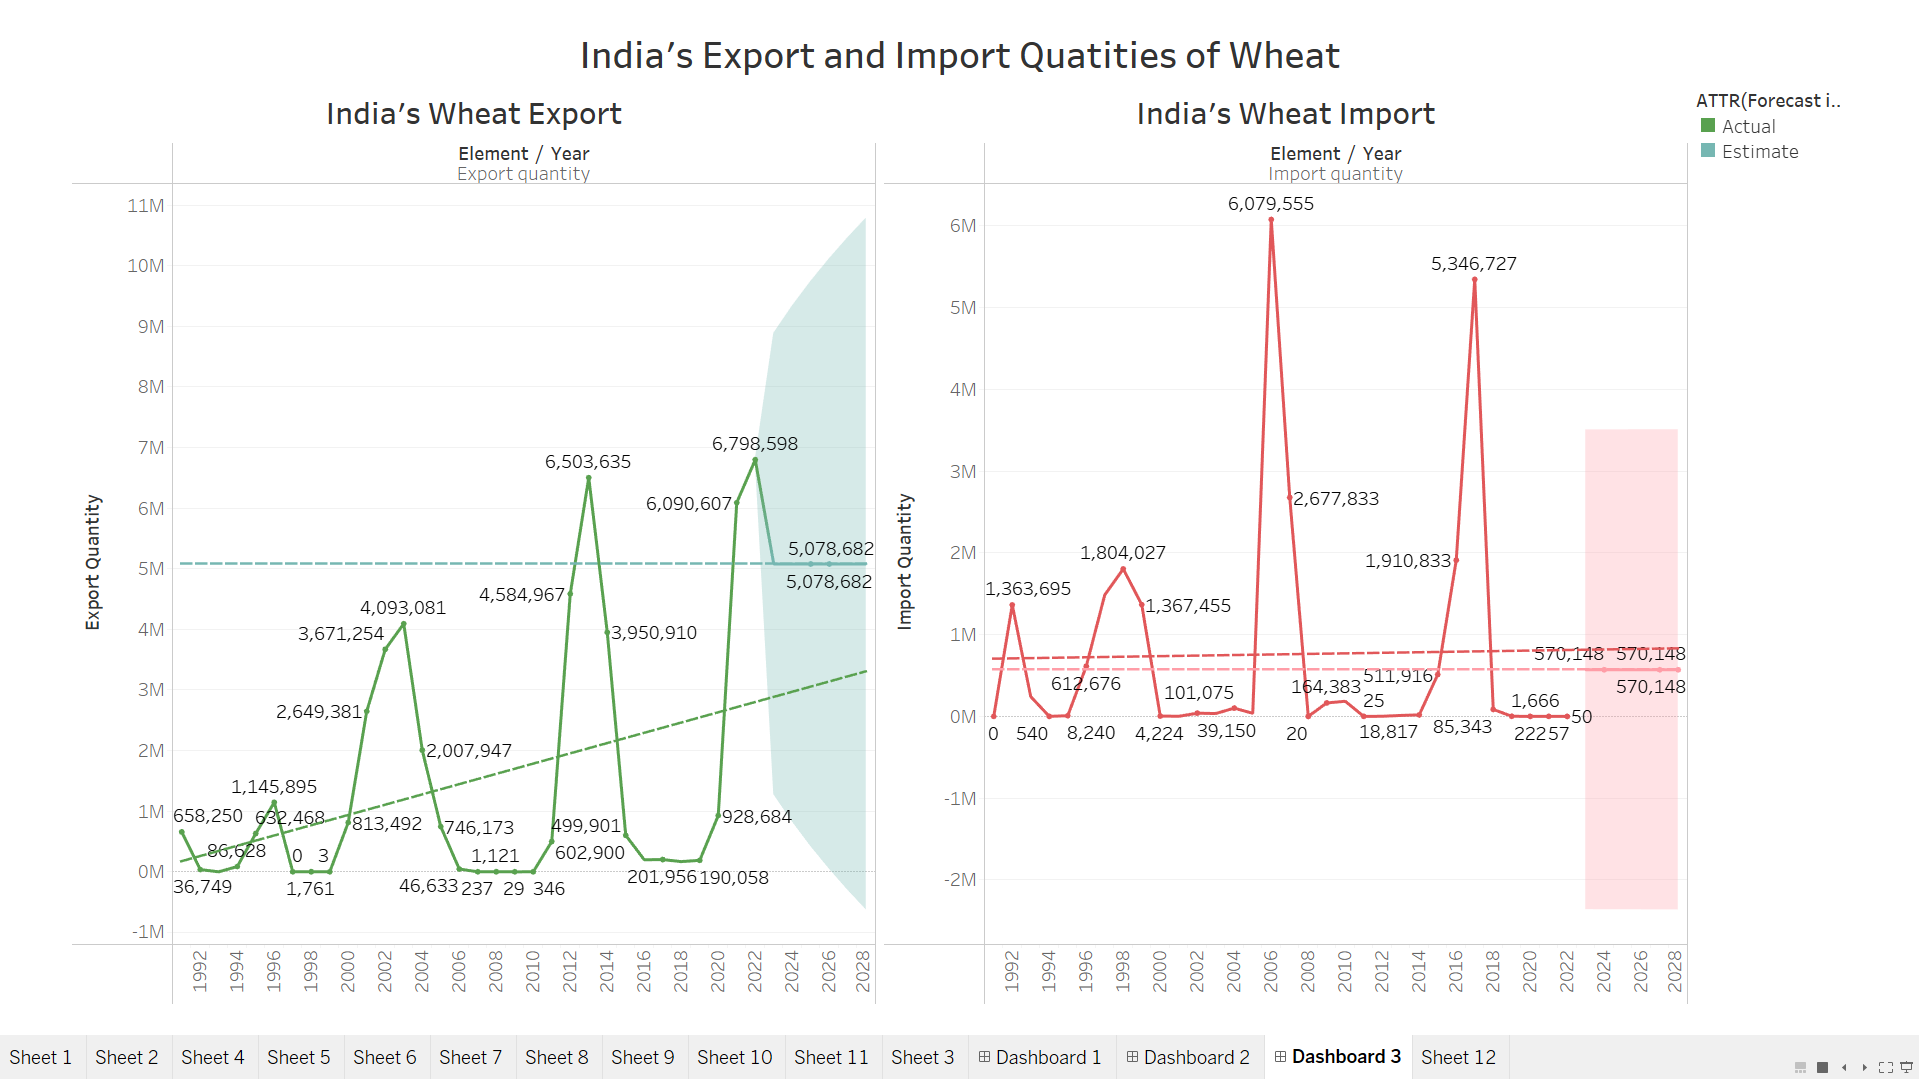 India's Export and Import Quatities of Wheat
India's Wheat Export
Element / Year
Export quantity
Export Quantity
11M
10M
9M
8M
7M
6M
5M
4M
3M
2M
1M
0M
-1M
658,250
36,749
86,628
632,468
1,145,895
0
1,761
3
813,492
2,649,381
3,671,254
4,093,081
2,007,947
746,173
46,633
237
1,121
29
346
499,901
4,584,967
6,503,635
3,950,910
602,900
201,956
190,058
928,684
6,090,607
6,798,598
5,078,682
5,078,682
1992
1994
1996
1998
2000
2002
2004
2006
2008
2010
2012
2014
2016
2018
2020
2022
2024
2026
2028
India's Wheat Import
Element / Year
Import quantity
Import Quantity
6M
5M
4M
3M
2M
1M
0M
-1M
-2M
0
1,363,695
540
8,240
612,676
1,804,027
1,367,455
4,224
39,150
101,075
6,079,555
2,677,833
20
164,383
25
18,817
511,916
1,910,833
5,346,727
85,343
222
1,666
57
50
570,148
570,148
570,148
1992
1994
1996
1998
2000
2002
2004
2006
2008
2010
2012
2014
2016
2018
2020
2022
2024
2026
2028
ATTR(Forecast i..
Actual
Estimate
Sheet 1
Sheet 2
Sheet 4
Sheet 5
Sheet 6
Sheet 7
Sheet 8
Sheet 9
Sheet 10
Sheet 11
Sheet 3
Dashboard 1
Dashboard 2
Dashboard 3
Sheet 12